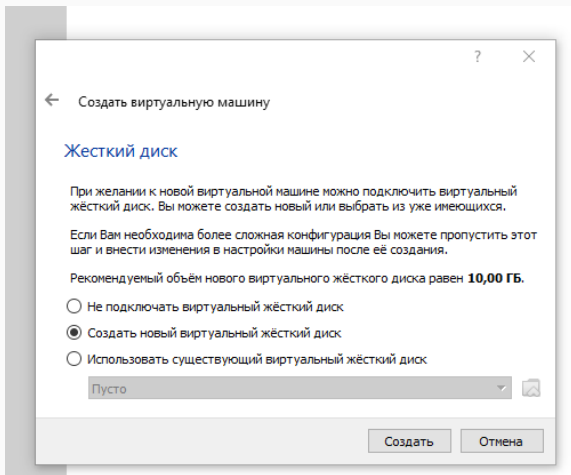 ?
Создать виртуальную машину
Жесткий диск
При желании к новой виртуальной машине можно подключить виртуальный
жёсткий диск. Вы можете создать новый или выбрать из уже имеющихся.
Если Вам необходима более сложная конфигурация Вы можете пропустить этот
шаг и внести изменения в настройки машины после её создания.
Рекомендуемый объём нового виртуального жёсткого диска равен 10,00 ГБ.
Не подключать виртуальный жёсткий диск
Создать новый виртуальный жёсткий диск
Использовать существующий виртуальный жёсткий диск
Пусто
Создать Отмена